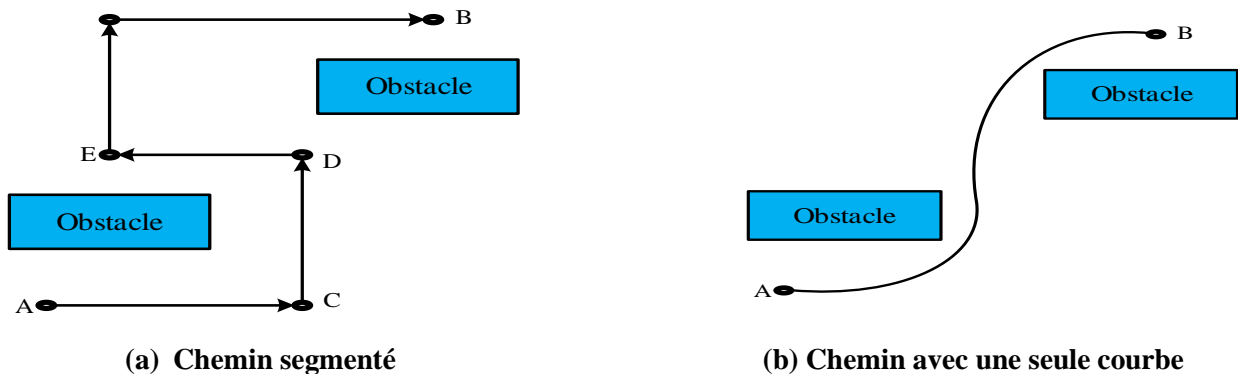 B
Obstacle
E
D
Obstacle
A
C
(a) Chemin segmenté
B
Obstacle
Obstacle
A
(b) Chemin avec une seule courbe